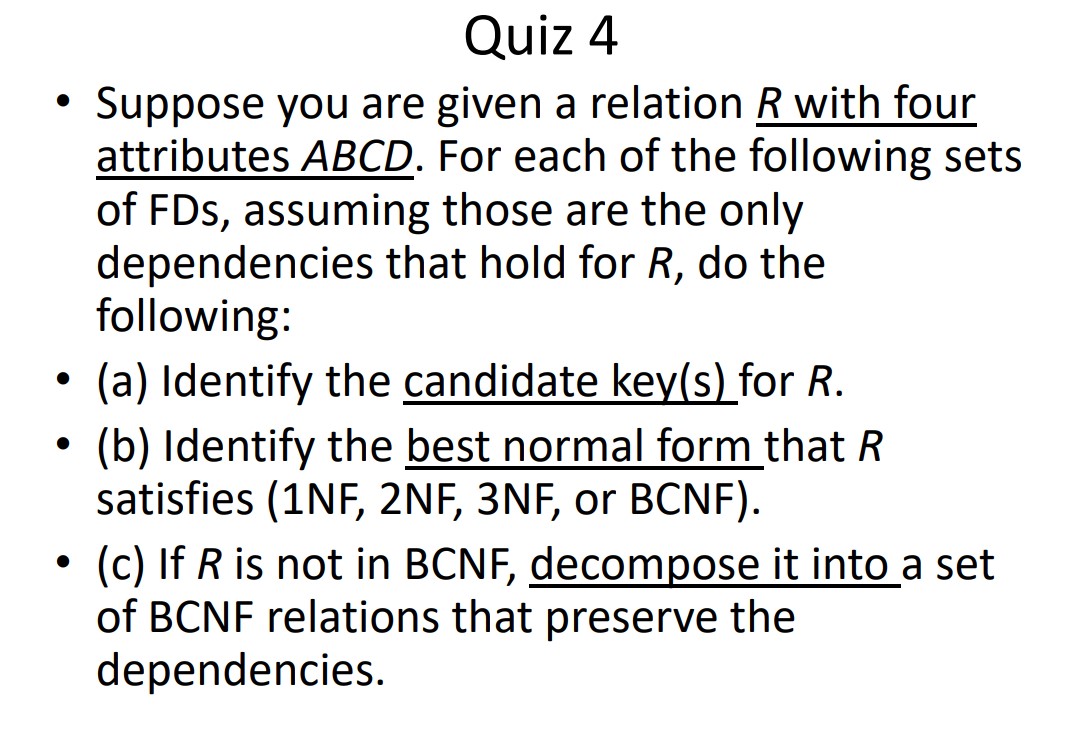 Quiz 4
• Suppose you are given a relation R with four
attributes ABCD. For each of the following sets
of FDs, assuming those are the only
dependencies that hold for R, do the
following:
• (a) Identify the candidate key(s) for R.
• (b) Identify the best normal form that R
satisfies (1NF, 2NF, 3NF, or BCNF).
• (c) If R is not in BCNF, decompose it into a set
of BCNF relations that preserve the
dependencies.